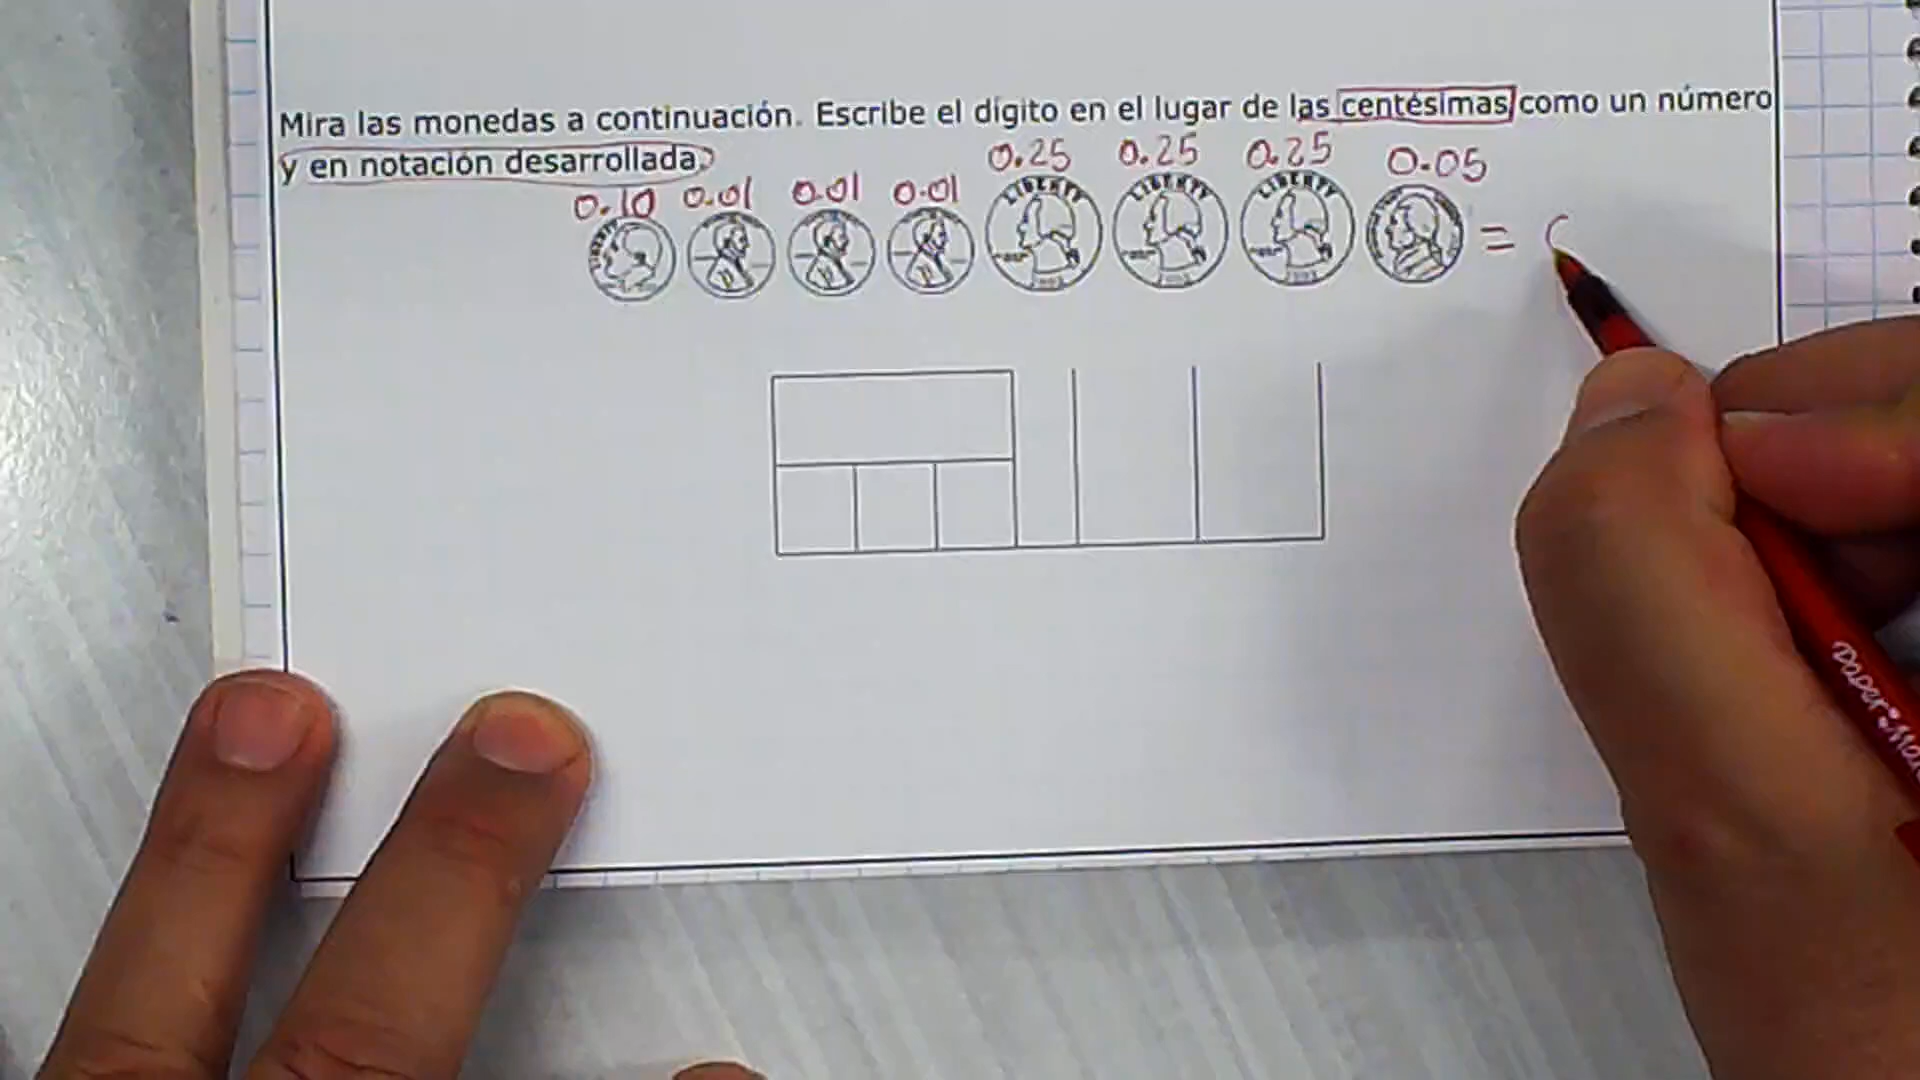 Mira las monedas a continuación. Escribe el dígito en el lugar de las centésimas como un número
y en notación desarrollada.
0.10 0.01 0.01 0.01 0.25 0.25 0.25 0.05
LIBERTY LIBERTY LIBERTY LIBERTY =
Paper